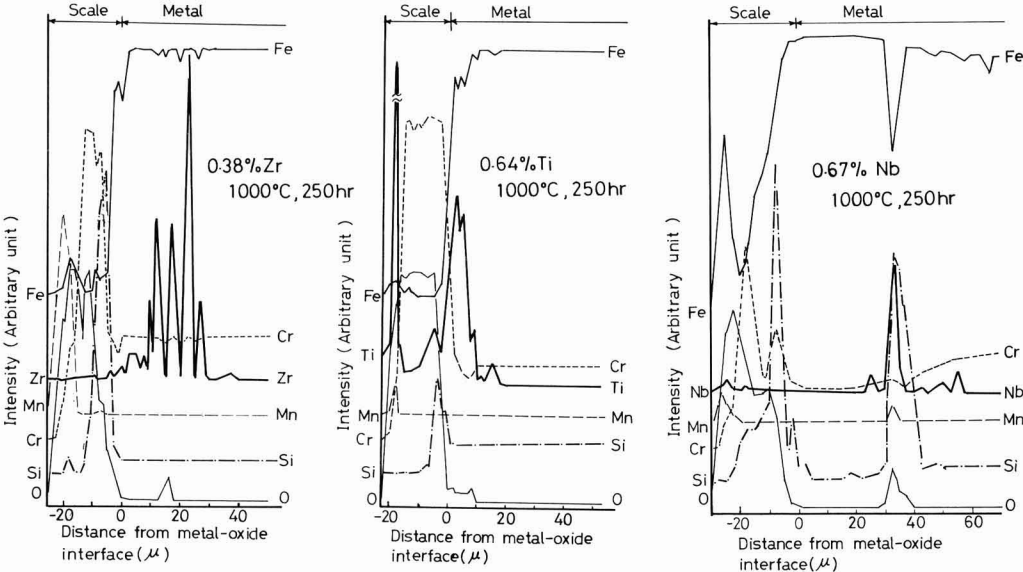 Scale
Metal
Fe
0.38%Zr
1000°C, 250hr
Intensity (Arbitrary unit)
Fe
Zr
Mn
Cr
Si
O
Cr
Zr
Mn
Si
O
-20
0
20
40
Distance from metal-oxide
interface(μ)
Scale
Metal
Fe
0.64%Ti
1000°C, 250hr
Intensity (Arbitrary unit)
Fe
Ti
Mn
Cr
Si
O
Cr
Ti
Mn
Si
O
-20
0
20
40
Distance from metal-oxide
interface(μ)
Scale
Metal
Fe
0.67% Nb
1000°C, 250hr
Intensity (Arbitrary unit)
Fe
Nb
Mn
Cr
Si
O
Cr
Nb
Mn
Si
O
-20
0
20
40
60
Distance from metal-oxide
interface(μ)